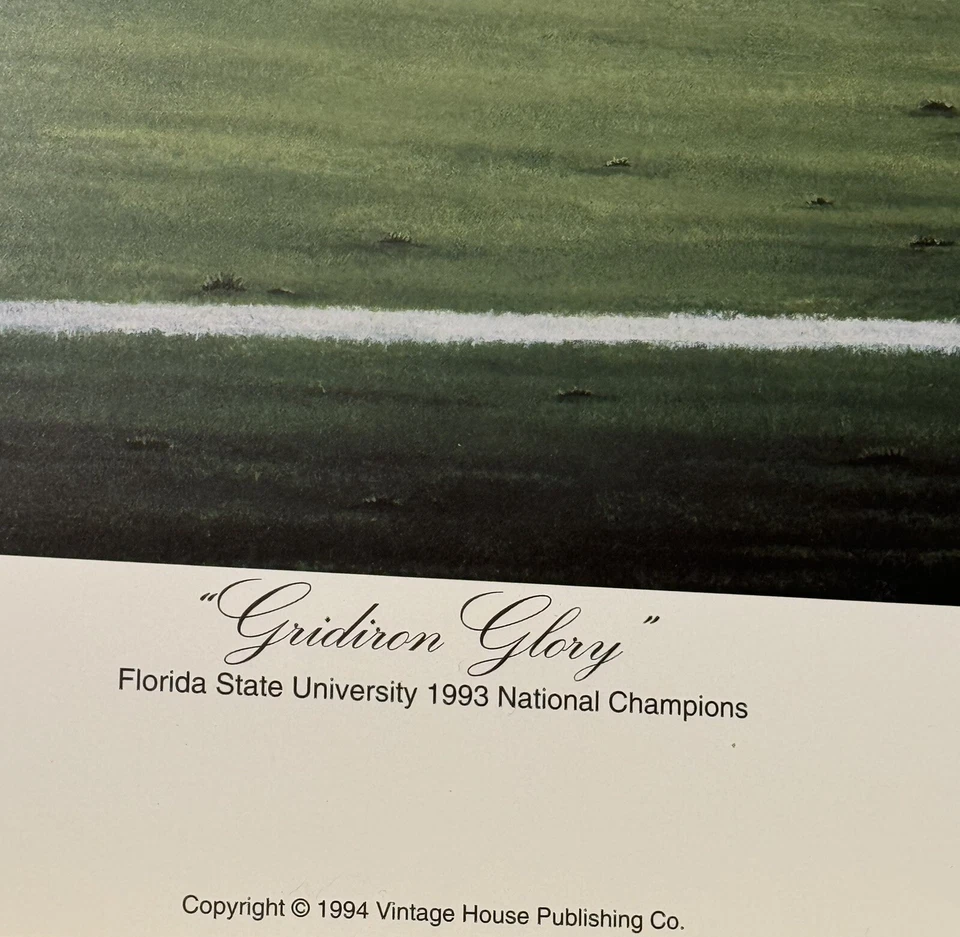 “Gridiron Glory”
Florida State University 1993 National Champions
Copyright © 1994 Vintage House Publishing Co.